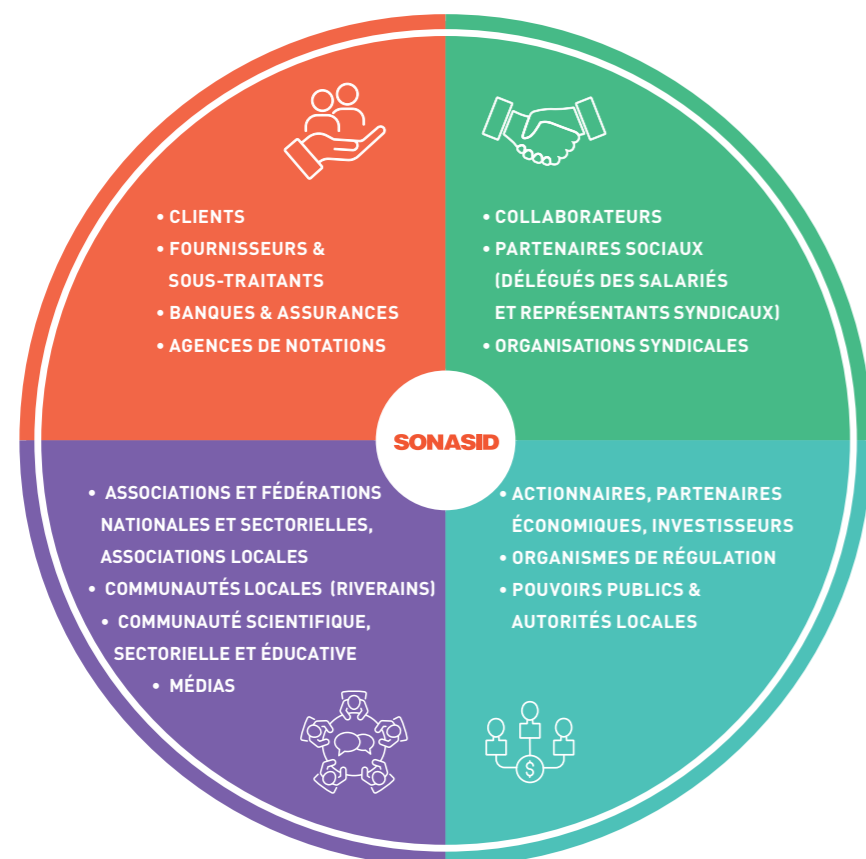 • CLIENTS
• FOURNISSEURS &
SOUS-TRAITANTS
• BANQUES & ASSURANCES
• AGENCES DE NOTATIONS
• COLLABORATEURS
• PARTENAIRES SOCIAUX
(DÉLÉGUÉS DES SALARIÉS
ET REPRÉSENTANTS SYNDICAUX)
• ORGANISATIONS SYNDICALES
SONASID
• ASSOCIATIONS ET FÉDÉRATIONS
NATIONALES ET SECTORIELLES,
ASSOCIATIONS LOCALES
• COMMUNAUTÉS LOCALES (RIVERAINS)
• COMMUNAUTÉ SCIENTIFIQUE,
SECTORIELLE ET ÉDUCATIVE
• MÉDIAS
• ACTIONNAIRES, PARTENAIRES
ÉCONOMIQUES, INVESTISSEURS
• ORGANISMES DE RÉGULATION
• POUVOIRS PUBLICS &
AUTORITÉS LOCALES
$